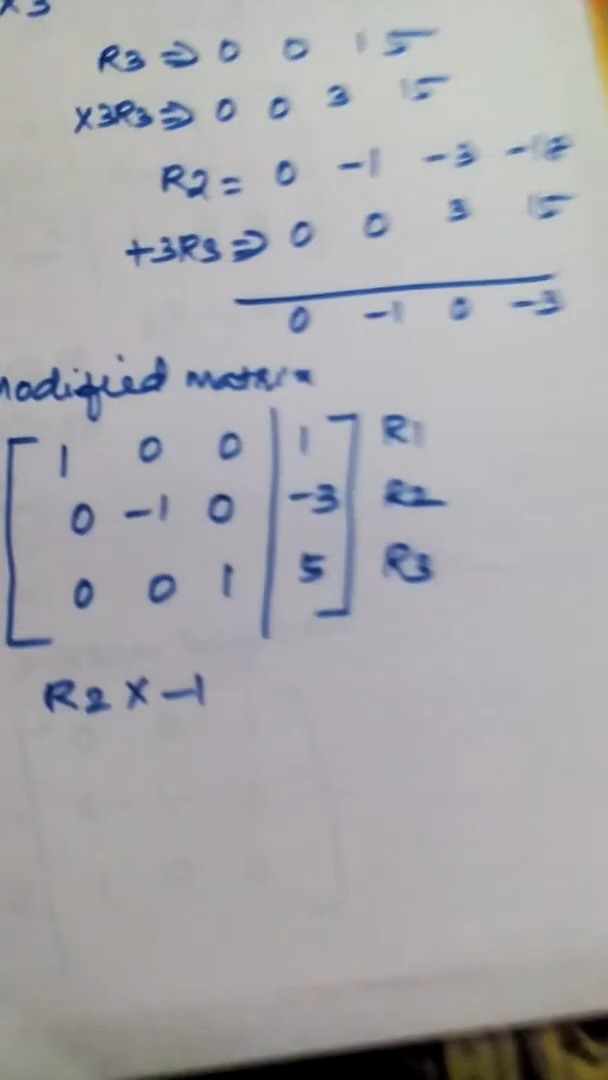 ×3
R3 ⇒ 0 0 1 5
×3R3 ⇒ 0 0 3 15
R2 = 0 -1 -3 -18
+3R3 ⇒ 0 0 3 15
0 -1 0 -3
modified matrix
1 0 0 | 1 R1
0 -1 0 | -3 R2
0 0 1 | 5 R3
R2 × -1